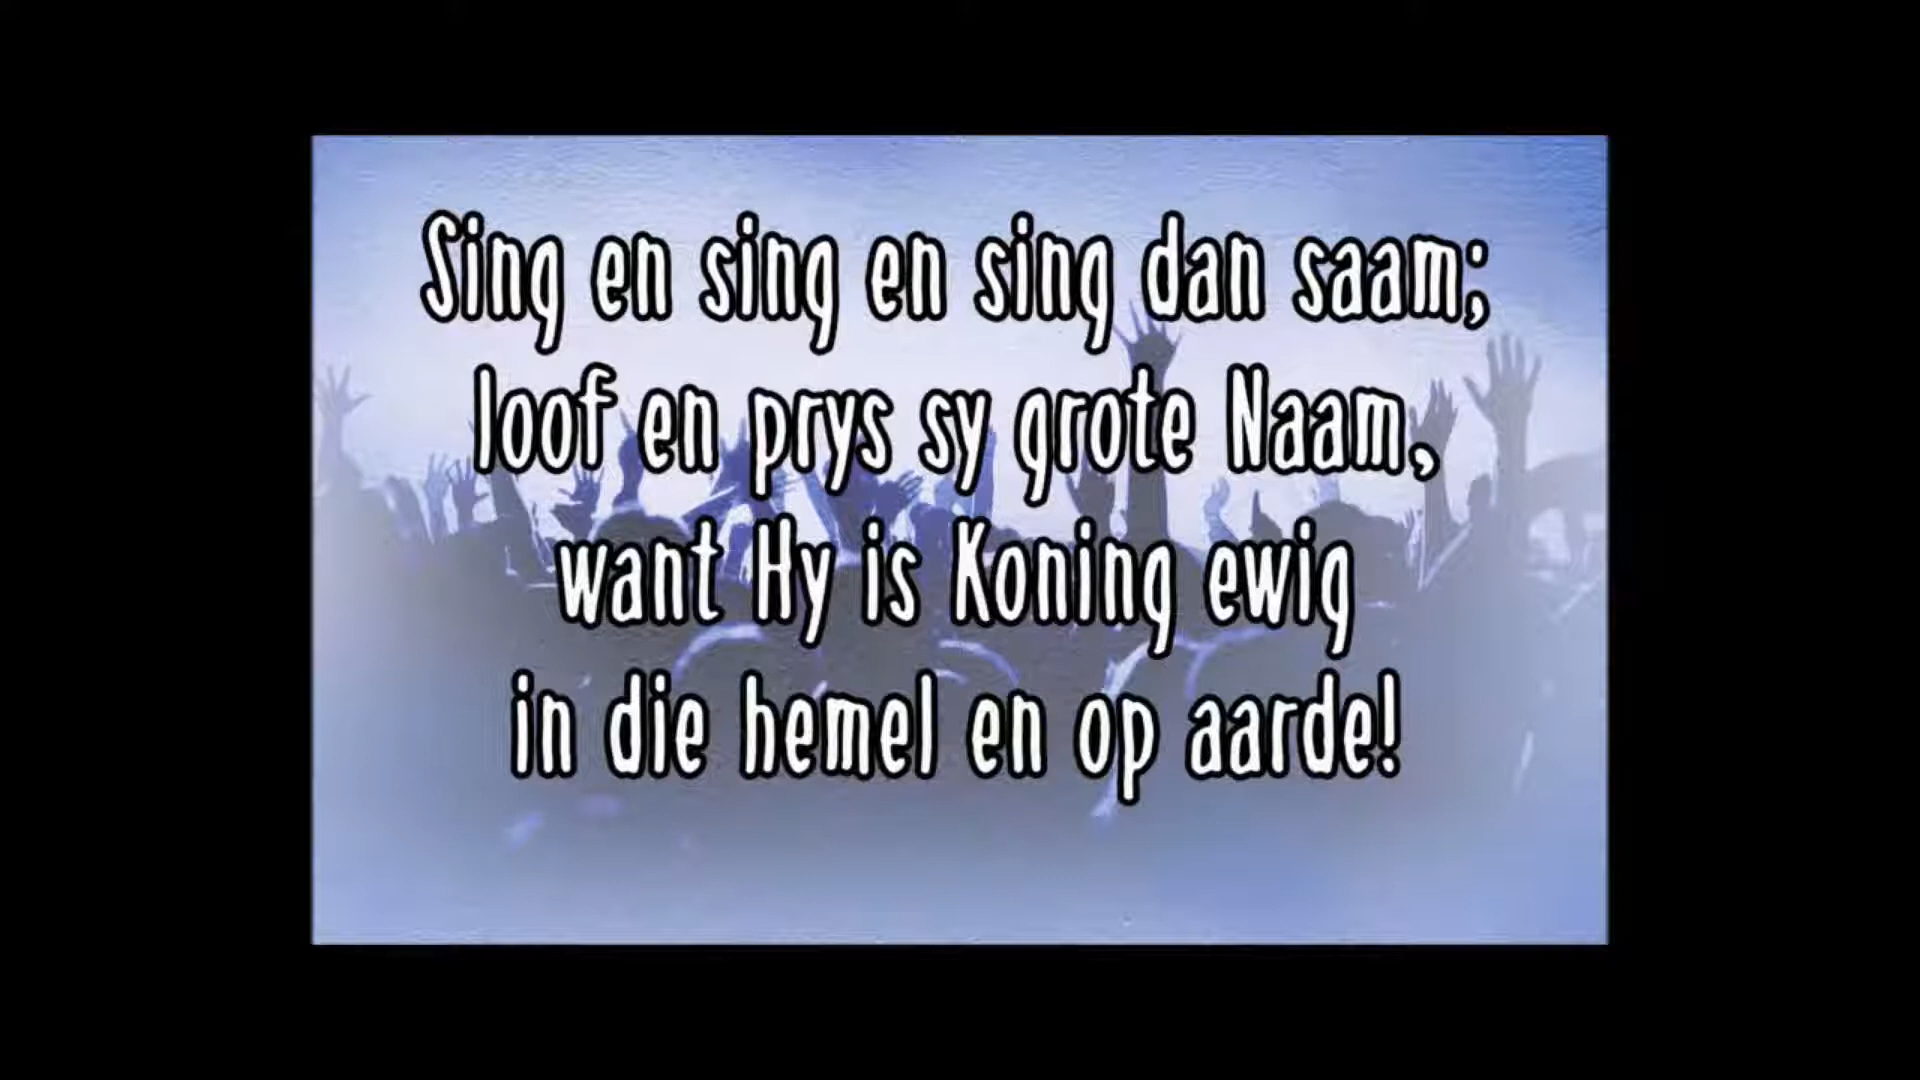 Sing en sing en sing dan saam;
loof en prys sy grote Naam,
want Hy is Koning ewig
in die hemel en op aarde!